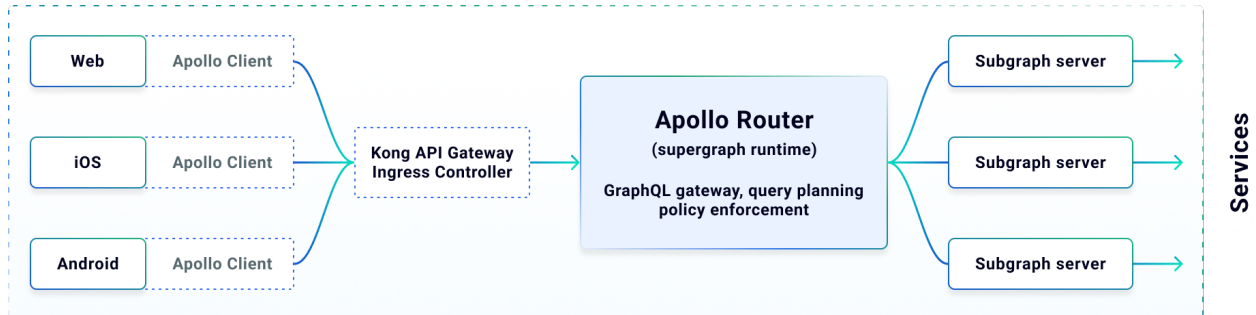 Web
Apollo Client
iOS
Apollo Client
Android
Apollo Client
Kong API Gateway
Ingress Controller
Apollo Router
(supergraph runtime)
GraphQL gateway, query planning
policy enforcement
Subgraph server
Subgraph server
Subgraph server
Services